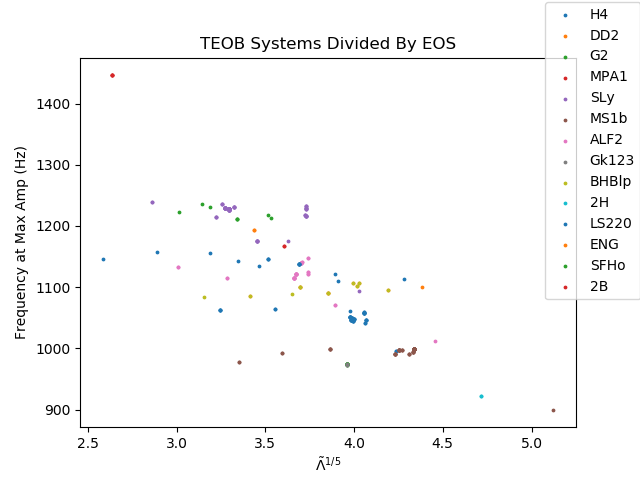 TEOB Systems Divided By EOS
Frequency at Max Amp (Hz)
1400
1300
1200
1100
1000
900
2.5 3.0 3.5 4.0 4.5 5.0
Λ̃^{1/5}
H4
DD2
G2
MPA1
SLy
MS1b
ALF2
Gk123
BHBlp
2H
LS220
ENG
SFHo
2B